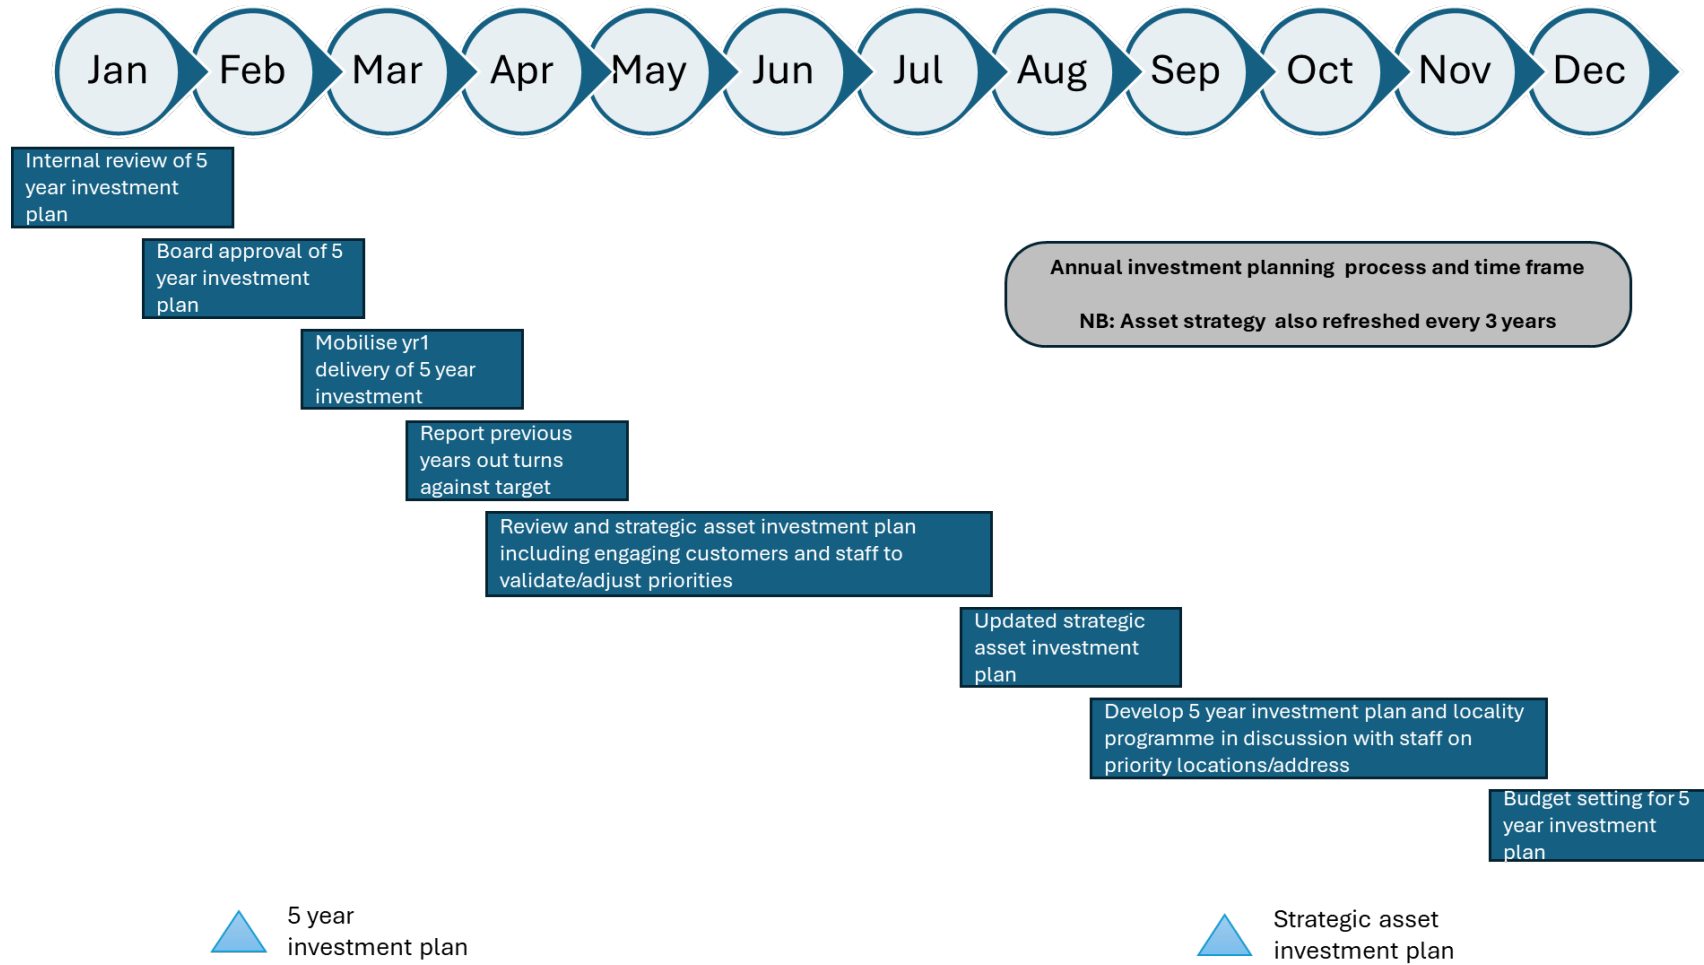 Jan Feb Mar Apr May Jun Jul Aug Sep Oct Nov Dec
Internal review of 5
year investment
plan
Board approval of 5
year investment
plan
Annual investment planning process and time frame
NB: Asset strategy also refreshed every 3 years
Mobilise yr1
delivery of 5 year
investment
Report previous
years out turns
against target
Review and strategic asset investment plan
including engaging customers and staff to
validate/adjust priorities
Updated strategic
asset investment
plan
Develop 5 year investment plan and locality
programme in discussion with staff on
priority locations/address
Budget setting for 5
year investment
plan
5 year
investment plan
Strategic asset
investment plan